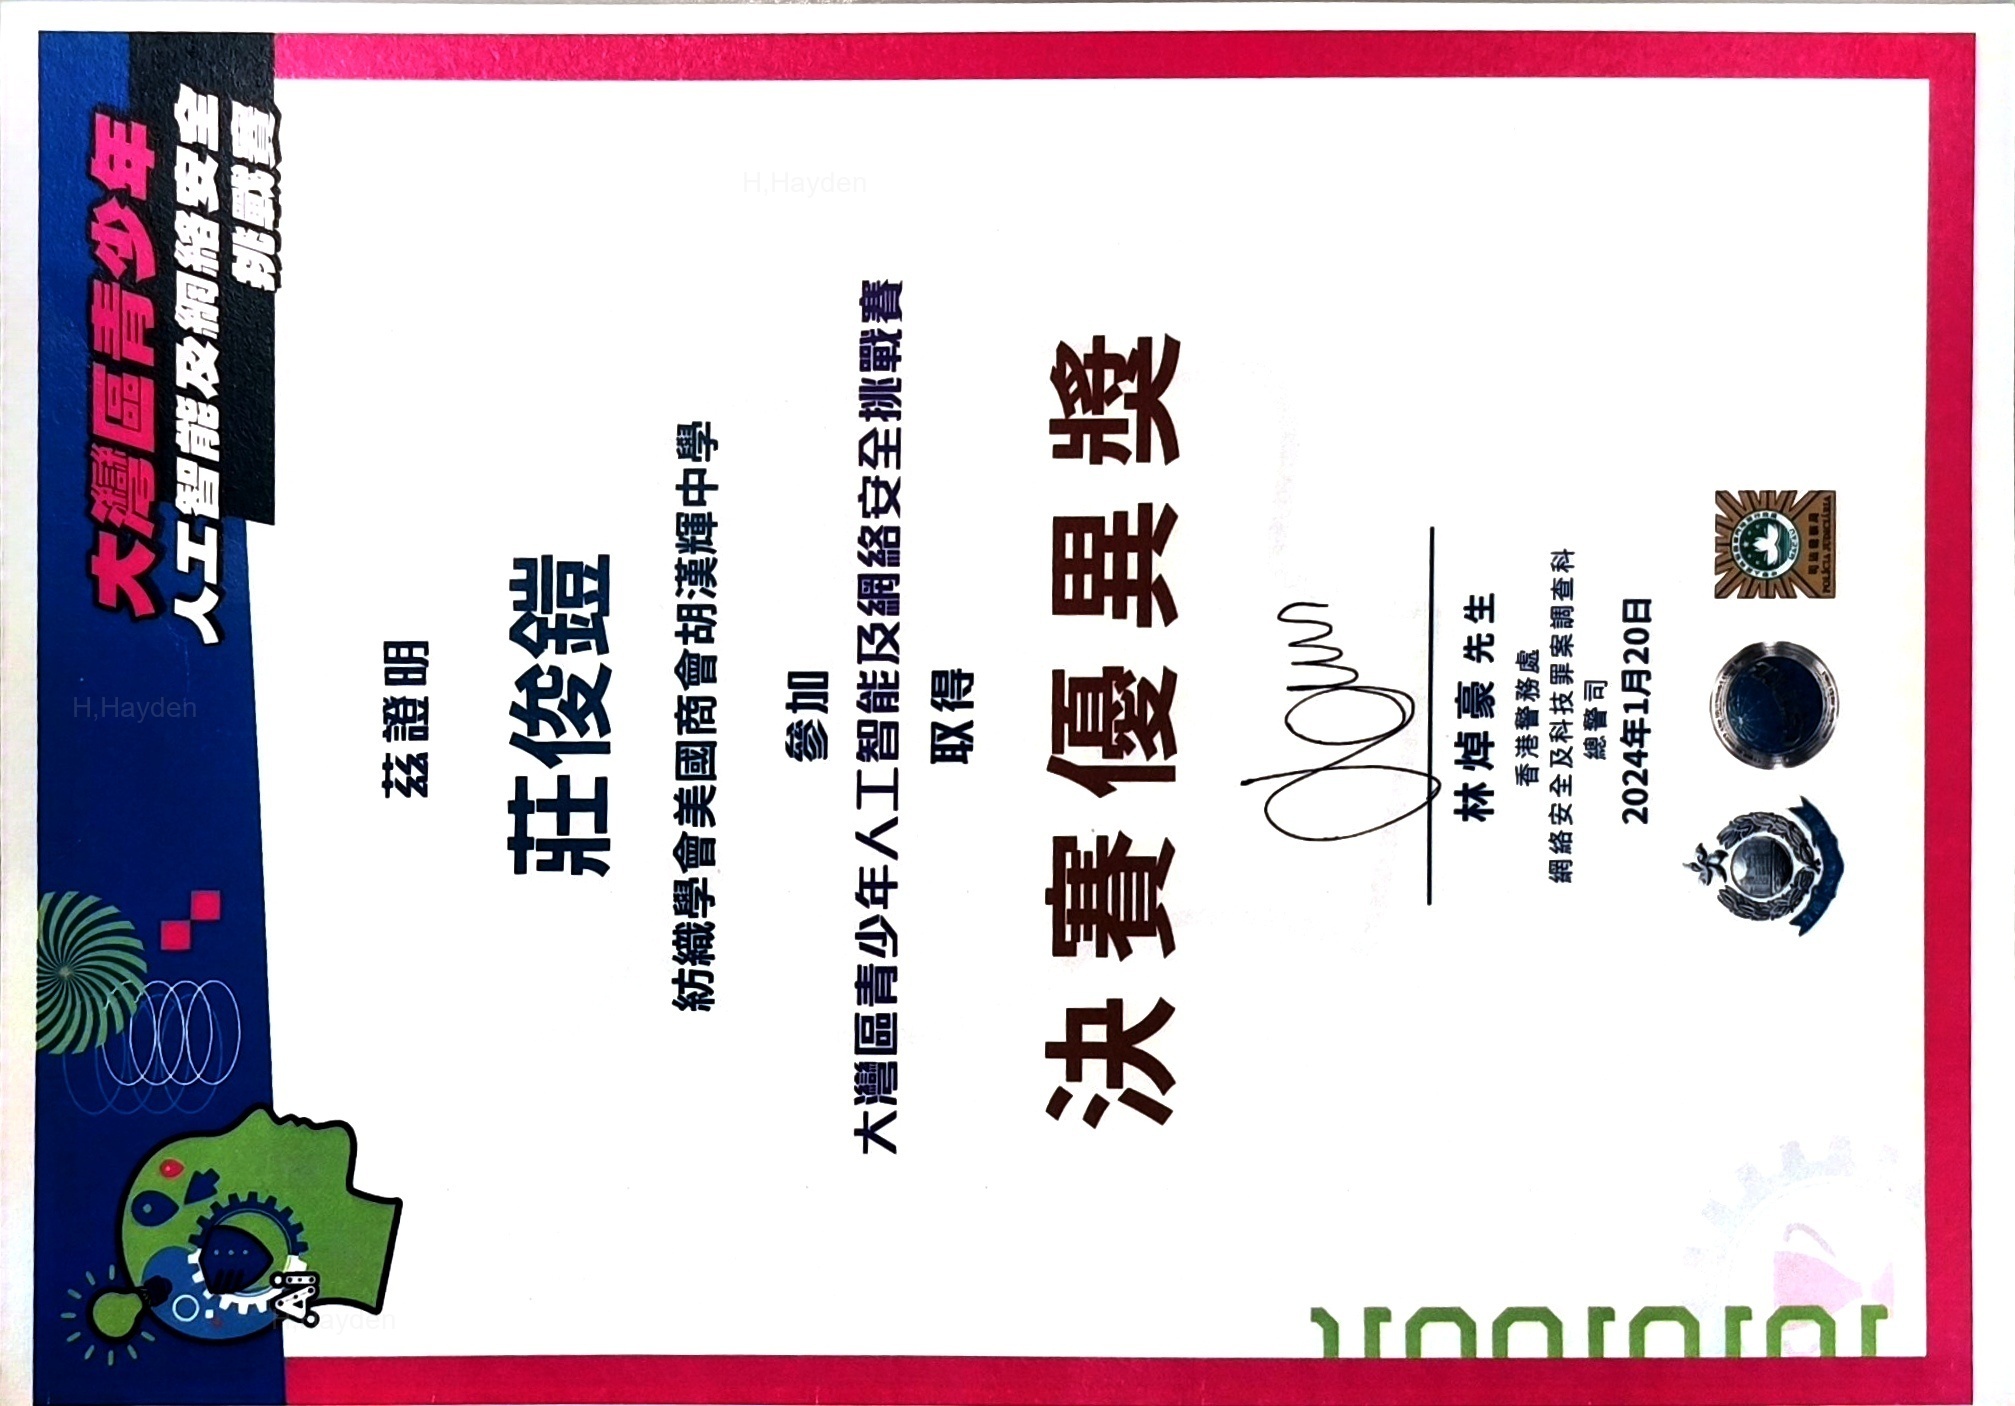 大灣區青少年
人工智能及網絡安全
挑戰賽
Ai
H,Hayden
茲證明
莊俊鎧
紡織學會美國商會胡漢輝中學
參加
大灣區青少年人工智能及網絡安全挑戰賽
取得
H,Hayden
決賽優異獎
林焯豪 先生
香港警務處
網絡安全及科技罪案調查科
總警司
2024年1月20日
MACAU
司法警察局
POLÍCIA JUDICIÁRIA